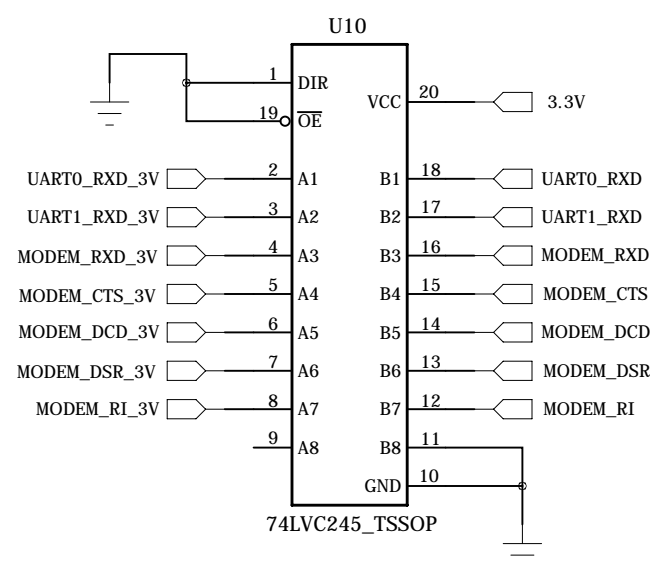 U10
1 DIR
VCC 20 3.3V
19 OE
UART0_RXD_3V 2 A1 B1 18 UART0_RXD
UART1_RXD_3V 3 A2 B2 17 UART1_RXD
MODEM_RXD_3V 4 A3 B3 16 MODEM_RXD
MODEM_CTS_3V 5 A4 B4 15 MODEM_CTS
MODEM_DCD_3V 6 A5 B5 14 MODEM_DCD
MODEM_DSR_3V 7 A6 B6 13 MODEM_DSR
MODEM_RI_3V 8 A7 B7 12 MODEM_RI
9 A8 B8 11
GND 10
74LVC245_TSSOP